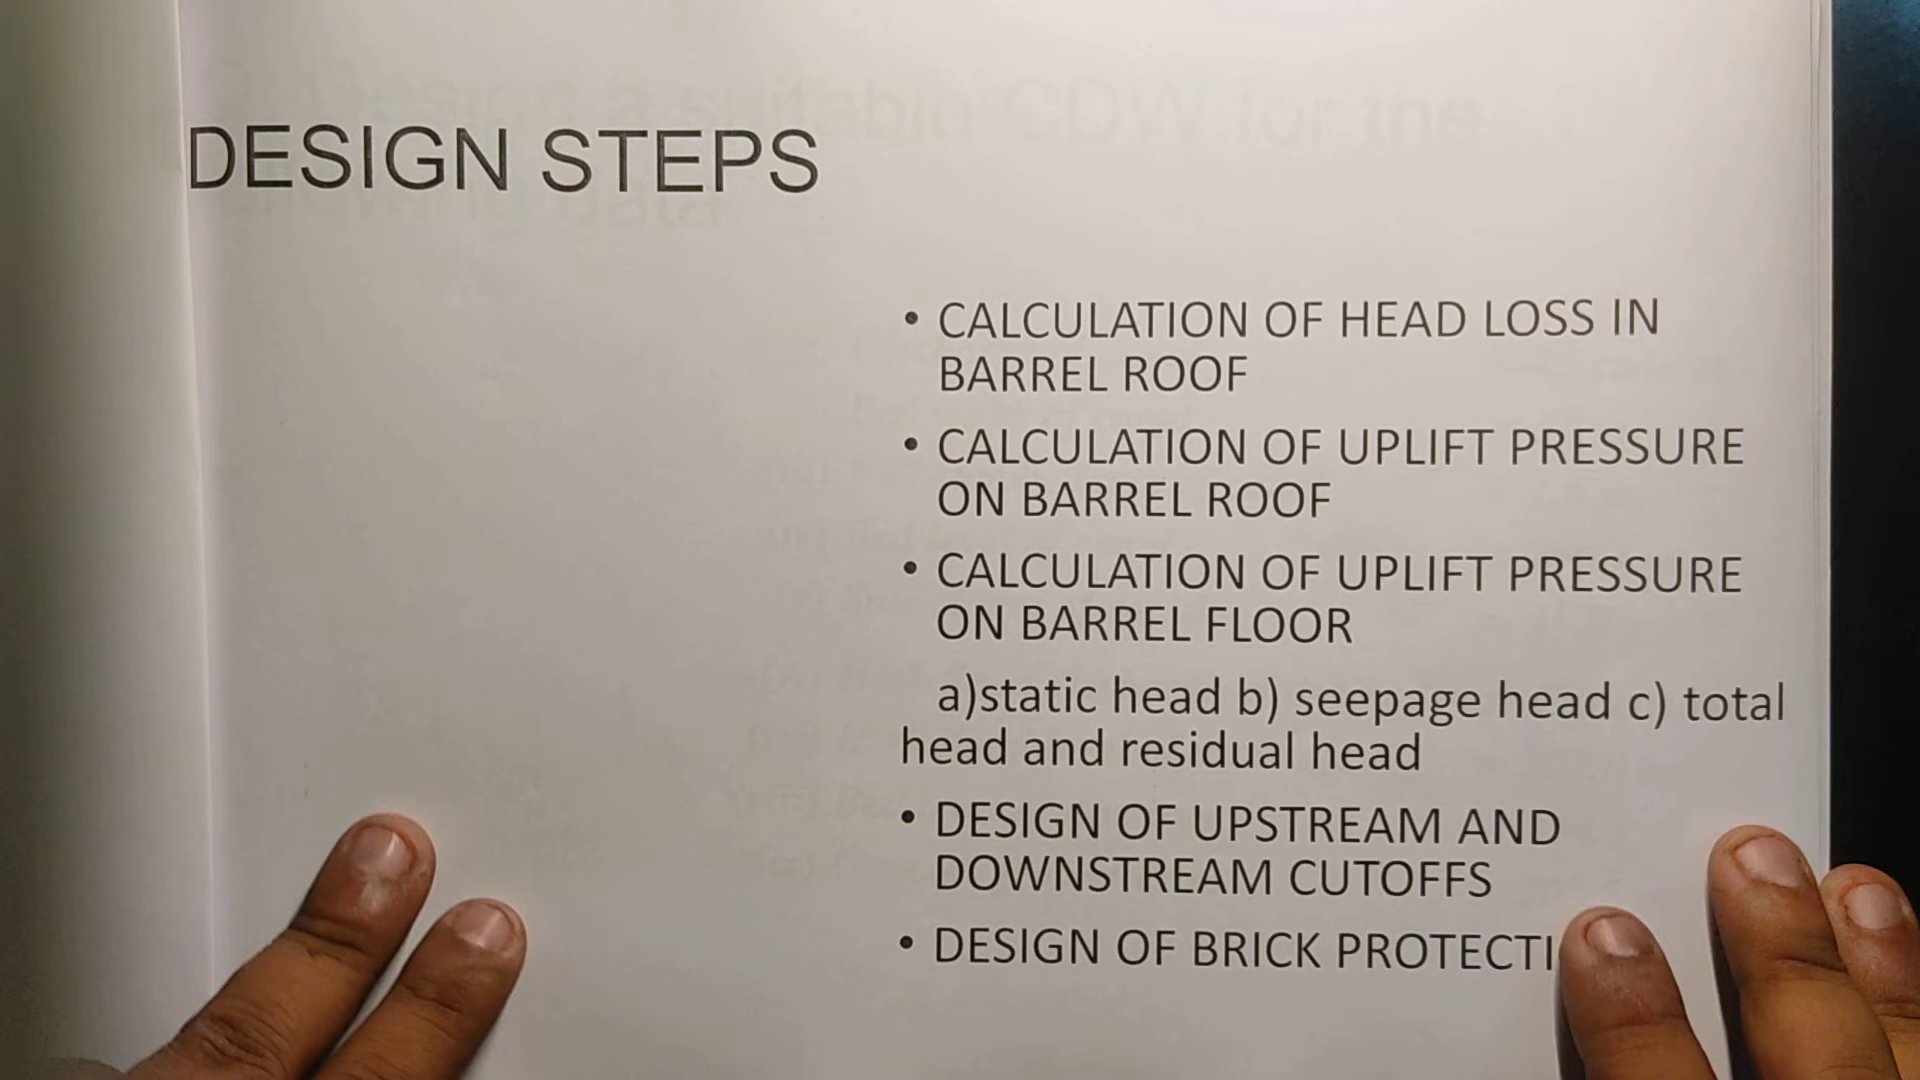 DESIGN STEPS
• CALCULATION OF HEAD LOSS IN
BARREL ROOF
• CALCULATION OF UPLIFT PRESSURE
ON BARREL ROOF
• CALCULATION OF UPLIFT PRESSURE
ON BARREL FLOOR
a)static head b) seepage head c) total
head and residual head
• DESIGN OF UPSTREAM AND
DOWNSTREAM CUTOFFS
• DESIGN OF BRICK PROTECTI